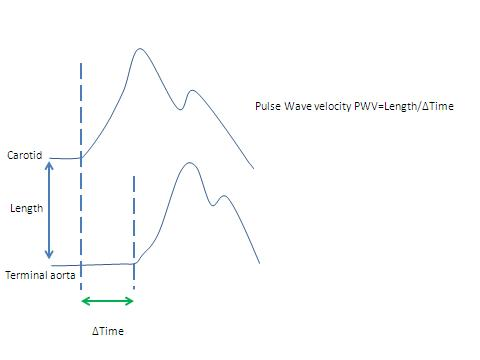 Pulse Wave velocity PWV=Length/ΔTime
Carotid
Length
Terminal aorta
ΔTime